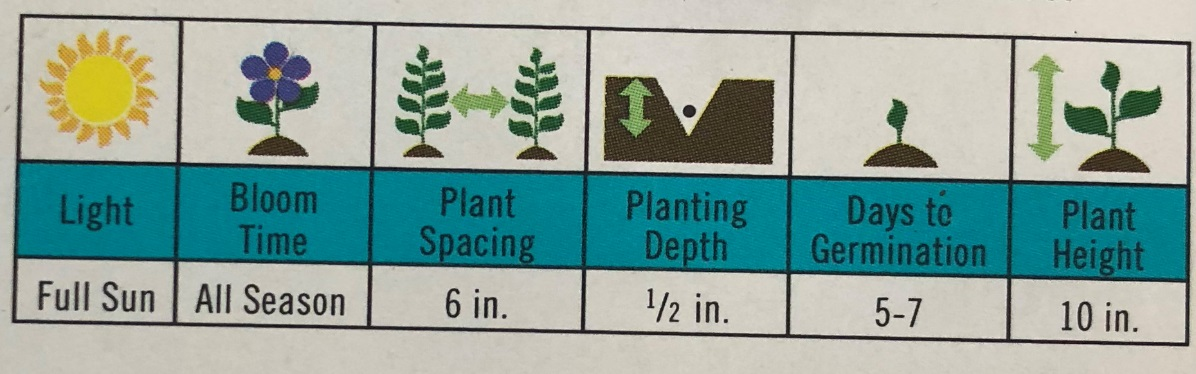 Light
Bloom
Time
Plant
Spacing
Planting
Depth
Days to
Germination
Plant
Height
Full Sun
All Season
6 in.
1/2 in.
5-7
10 in.